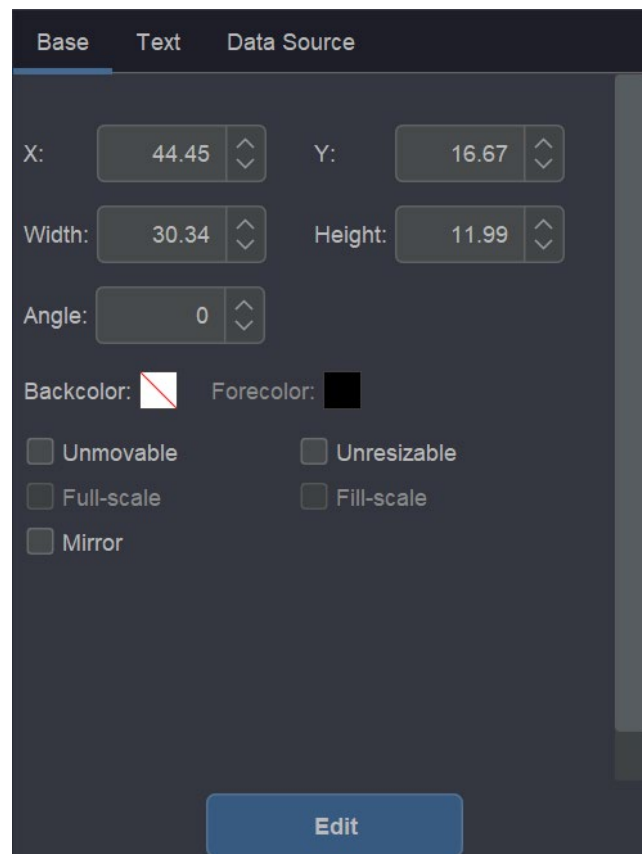 Base Text Data Source
X: 44.45 Y: 16.67
Width: 30.34 Height: 11.99
Angle: 0
Backcolor: Forecolor:
Unmovable Unresizable
Full-scale Fill-scale
Mirror
Edit